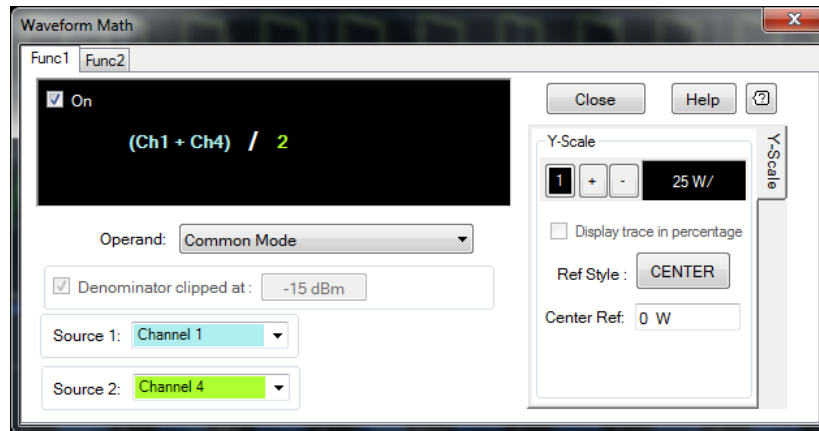 Waveform Math
Func1 Func2
On
(Ch1 + Ch4) / 2
Operand: Common Mode
Denominator clipped at : -15 dBm
Source 1: Channel 1
Source 2: Channel 4
Close Help
Y-Scale
1 + - 25 W/
Display trace in percentage
Ref Style : CENTER
Center Ref: 0 W
Y-Scale